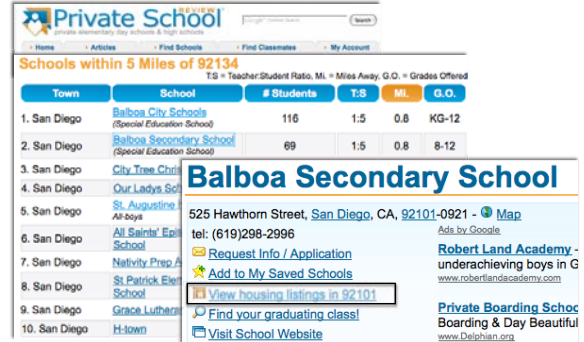 REVIEW
Private School
private elementary day schools & high schools
Search
Home Articles Find Schools Find Classmates My Account
Schools within 5 Miles of 92134
T:S = Teacher:Student Ratio, Mi. = Miles Away, G.O. = Grades Offered
Town School # Students T:S Mi. G.O.
1. San Diego Balboa City Schools 116 1:5 0.8 KG-12
(Special Education School)
2. San Diego Balboa Secondary School 69 1:5 0.8 8-12
(Special Education School)
3. San Diego City Tree Chris
4. San Diego Our Ladys Sch
5. San Diego St. Augustine
All-boys
6. San Diego All Saints' Epis
School
7. San Diego Nativity Prep A
8. San Diego St Patrick Elem
School
9. San Diego Grace Luthera
10. San Diego H-town
Balboa Secondary School
525 Hawthorn Street, San Diego, CA, 92101-0921 - Map
tel: (619)298-2996
Request Info / Application
Add to My Saved Schools
View housing listings in 92101
Find your graduating class!
Visit School Website
Ads by Google
Robert Land Academy -
underachieving boys in G
www.robertlandacademy.com
Private Boarding Schoo
Boarding & Day Beautiful
www.Delphian.org